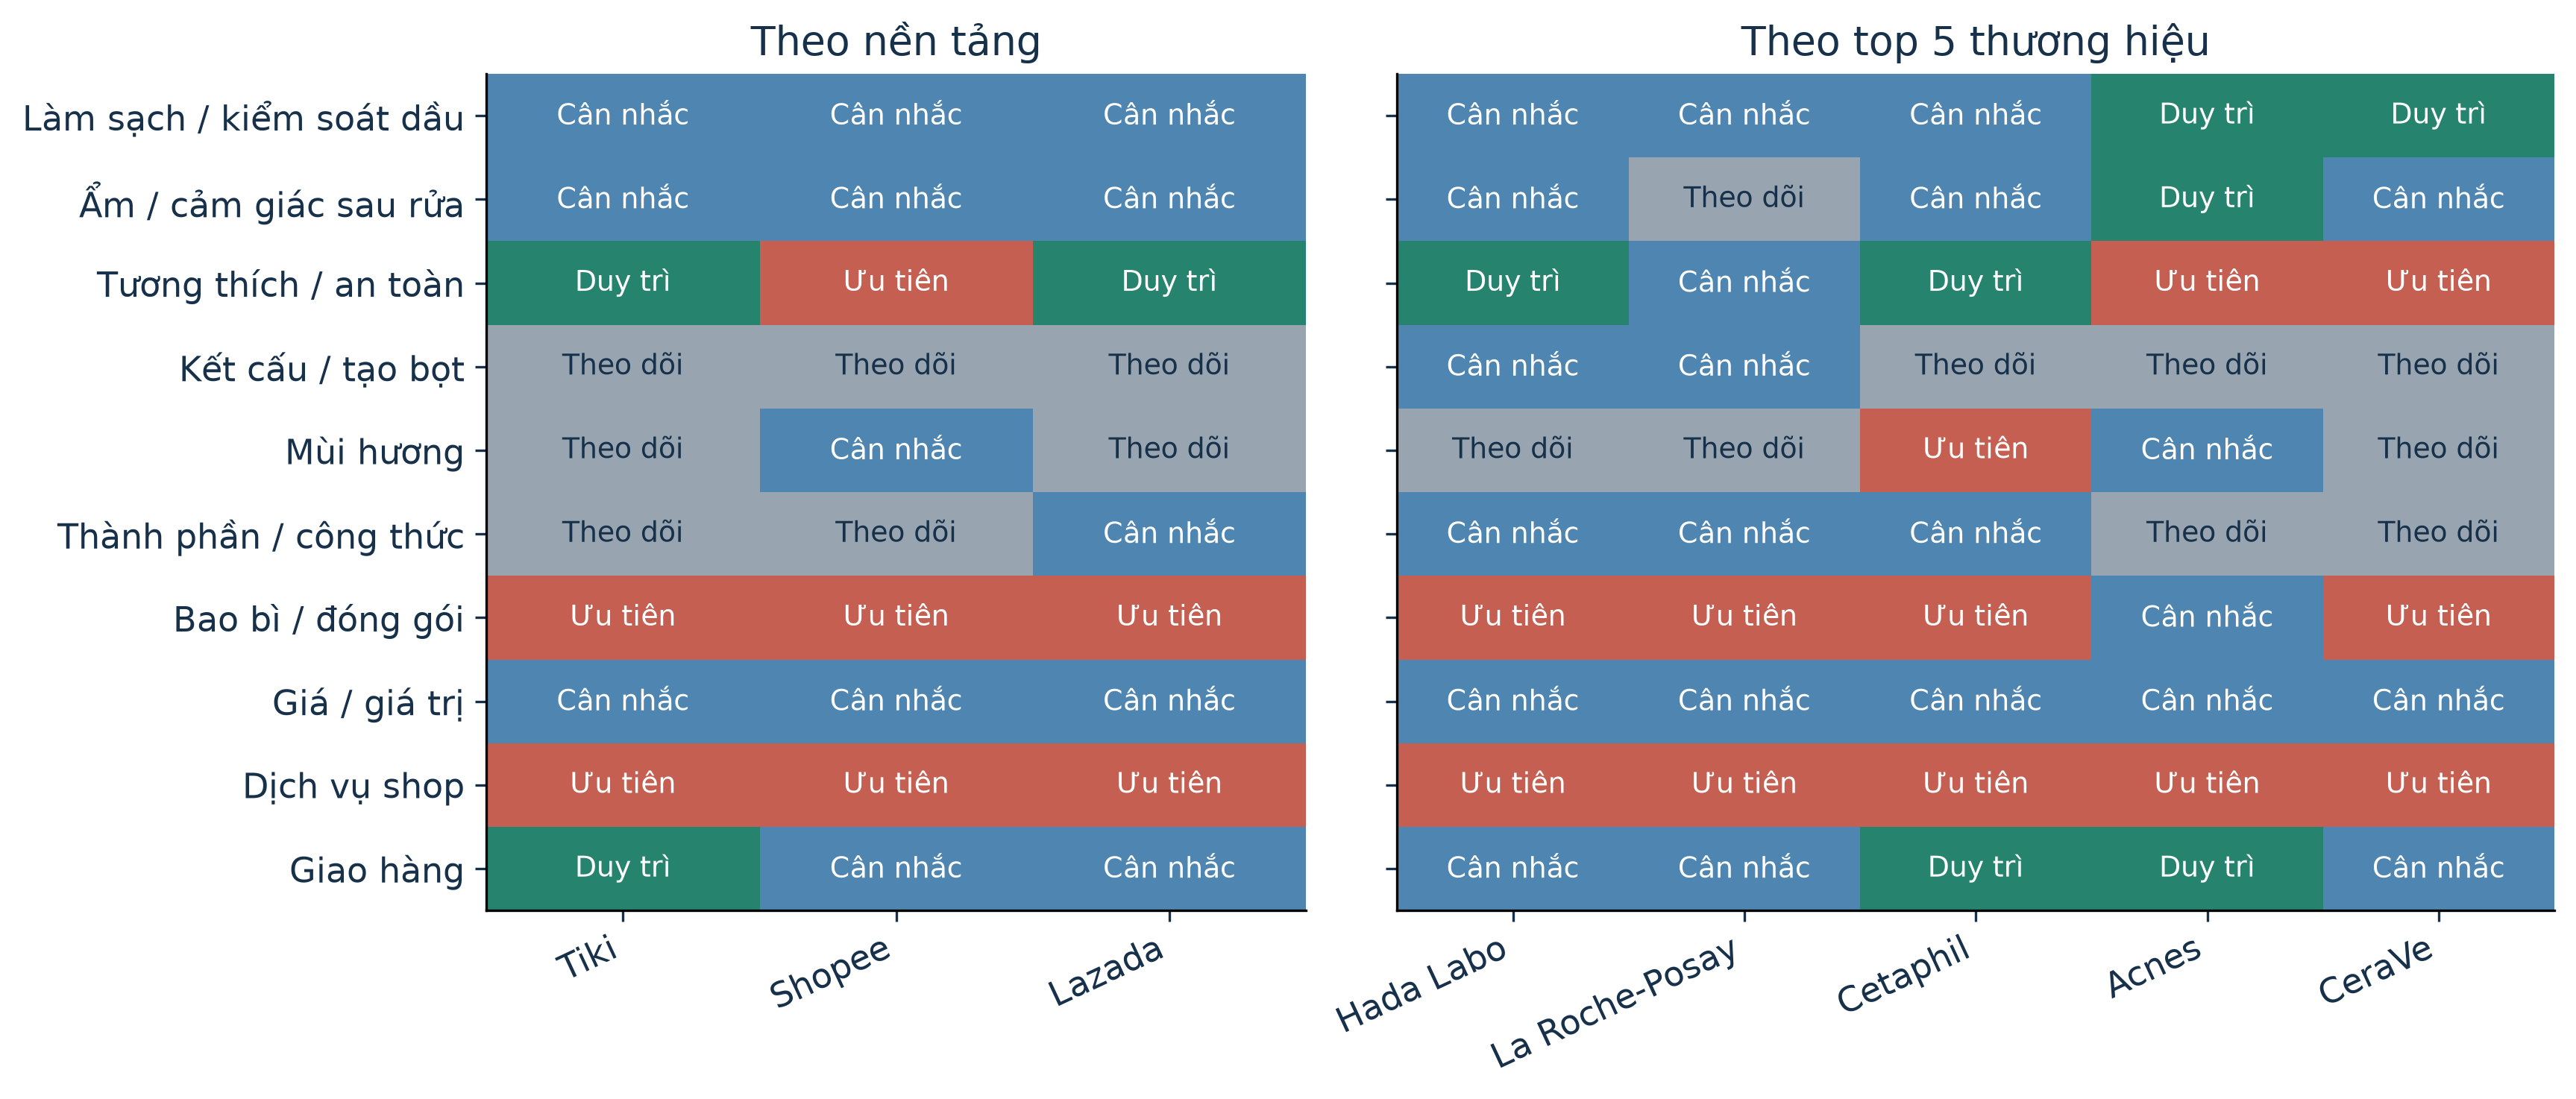 Theo nền tảng Theo top 5 thương hiệu
Làm sạch / kiểm soát dầu Cân nhắc Cân nhắc Cân nhắc Cân nhắc Cân nhắc Cân nhắc Duy trì Duy trì
Ẩm / cảm giác sau rửa Cân nhắc Cân nhắc Cân nhắc Cân nhắc Theo dõi Cân nhắc Duy trì Cân nhắc
Tương thích / an toàn Duy trì Ưu tiên Duy trì Duy trì Cân nhắc Duy trì Ưu tiên Ưu tiên
Kết cấu / tạo bọt Theo dõi Theo dõi Theo dõi Cân nhắc Cân nhắc Theo dõi Theo dõi Theo dõi
Mùi hương Theo dõi Cân nhắc Theo dõi Theo dõi Theo dõi Ưu tiên Cân nhắc Theo dõi
Thành phần / công thức Theo dõi Theo dõi Cân nhắc Cân nhắc Cân nhắc Cân nhắc Theo dõi Theo dõi
Bao bì / đóng gói Ưu tiên Ưu tiên Ưu tiên Ưu tiên Ưu tiên Ưu tiên Cân nhắc Ưu tiên
Giá / giá trị Cân nhắc Cân nhắc Cân nhắc Cân nhắc Cân nhắc Cân nhắc Cân nhắc Cân nhắc
Dịch vụ shop Ưu tiên Ưu tiên Ưu tiên Ưu tiên Ưu tiên Ưu tiên Ưu tiên Ưu tiên
Giao hàng Duy trì Cân nhắc Cân nhắc Cân nhắc Cân nhắc Duy trì Duy trì Cân nhắc
Tiki Shopee Lazada Hada Labo La Roche-Posay Cetaphil Acnes CeraVe